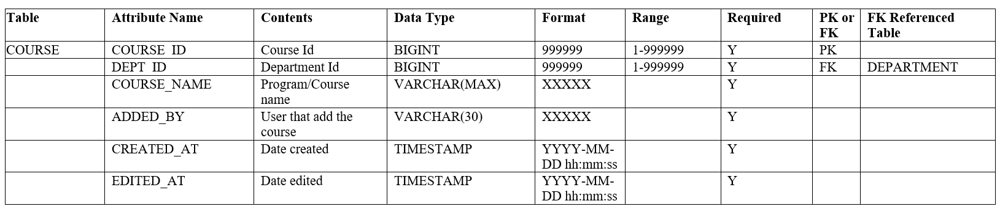 Table Attribute Name Contents Data Type Format Range Required PK or FK Referenced
FK Table
COURSE COURSE_ID Course Id BIGINT 999999 1-999999 Y PK
DEPT_ID Department Id BIGINT 999999 1-999999 Y FK DEPARTMENT
COURSE_NAME Program/Course VARCHAR(MAX) XXXXX Y
name
ADDED_BY User that add the VARCHAR(30) XXXXX Y
course
CREATED_AT Date created TIMESTAMP YYYY-MM- Y
DD hh:mm:ss
EDITED_AT Date edited TIMESTAMP YYYY-MM- Y
DD hh:mm:ss